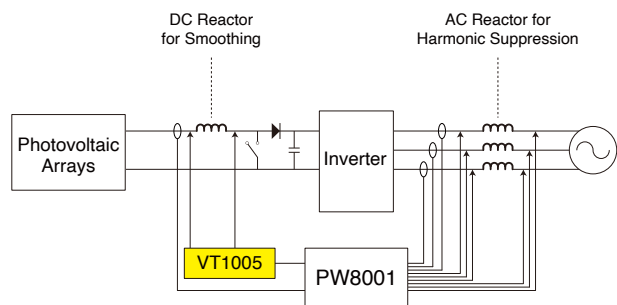 DC Reactor
for Smoothing
AC Reactor for
Harmonic Suppression
Photovoltaic
Arrays
Inverter
VT1005
PW8001